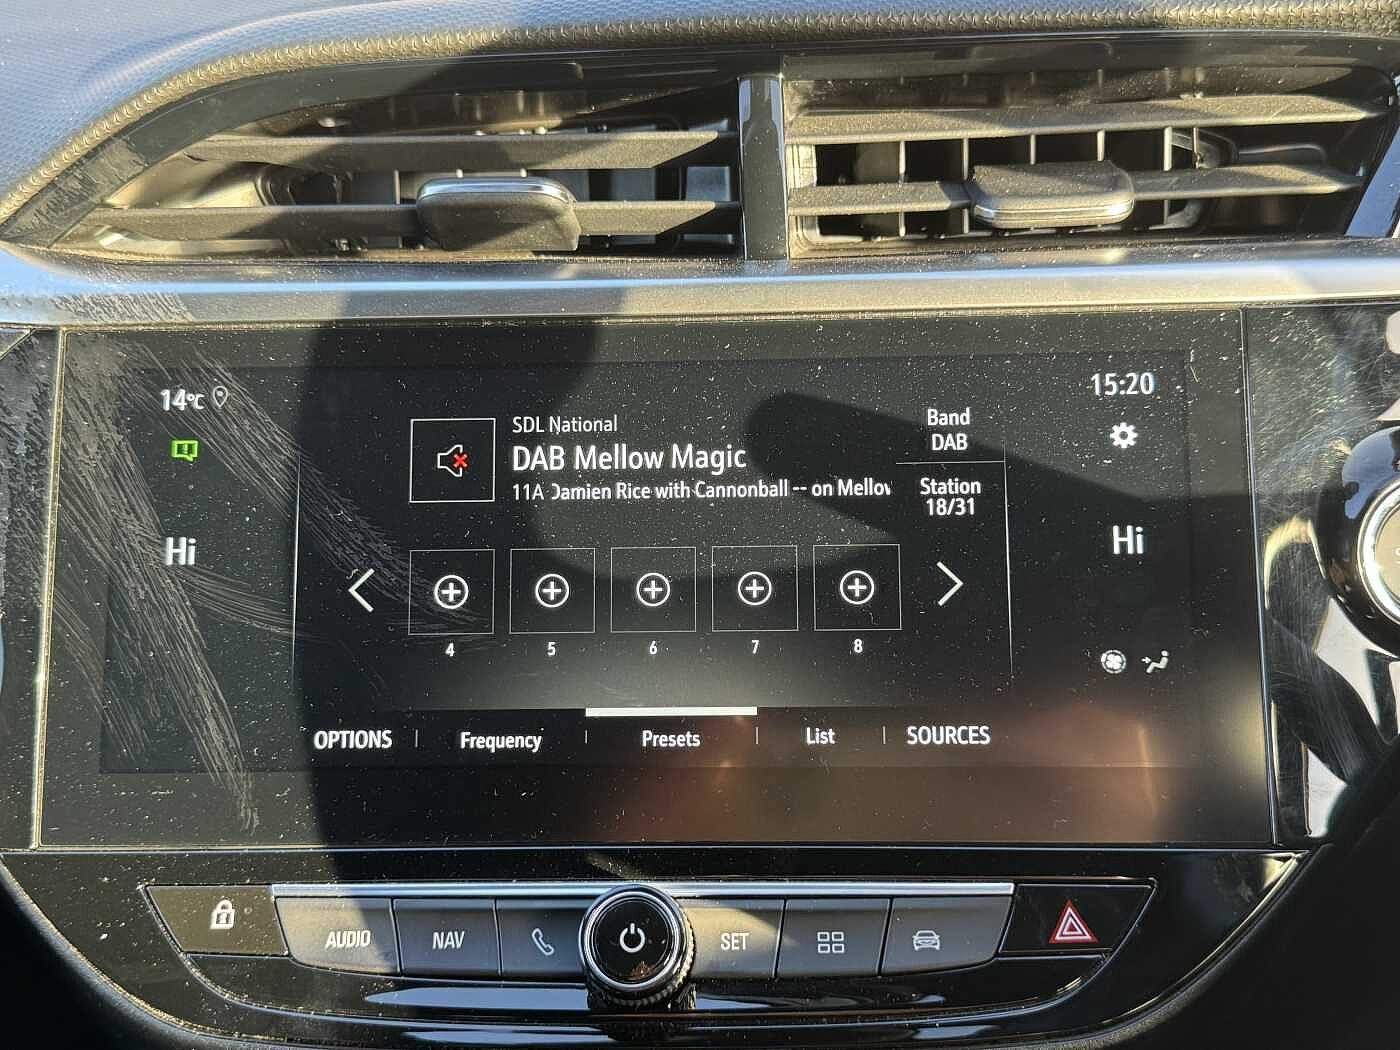 14°C
15:20
SDL National
DAB Mellow Magic
11A Damien Rice with Cannonball -- on Mellow
Band
DAB
Station
18/31
Hi
Hi
4
5
6
7
8
OPTIONS
Frequency
Presets
List
SOURCES
AUDIO
NAV
SET